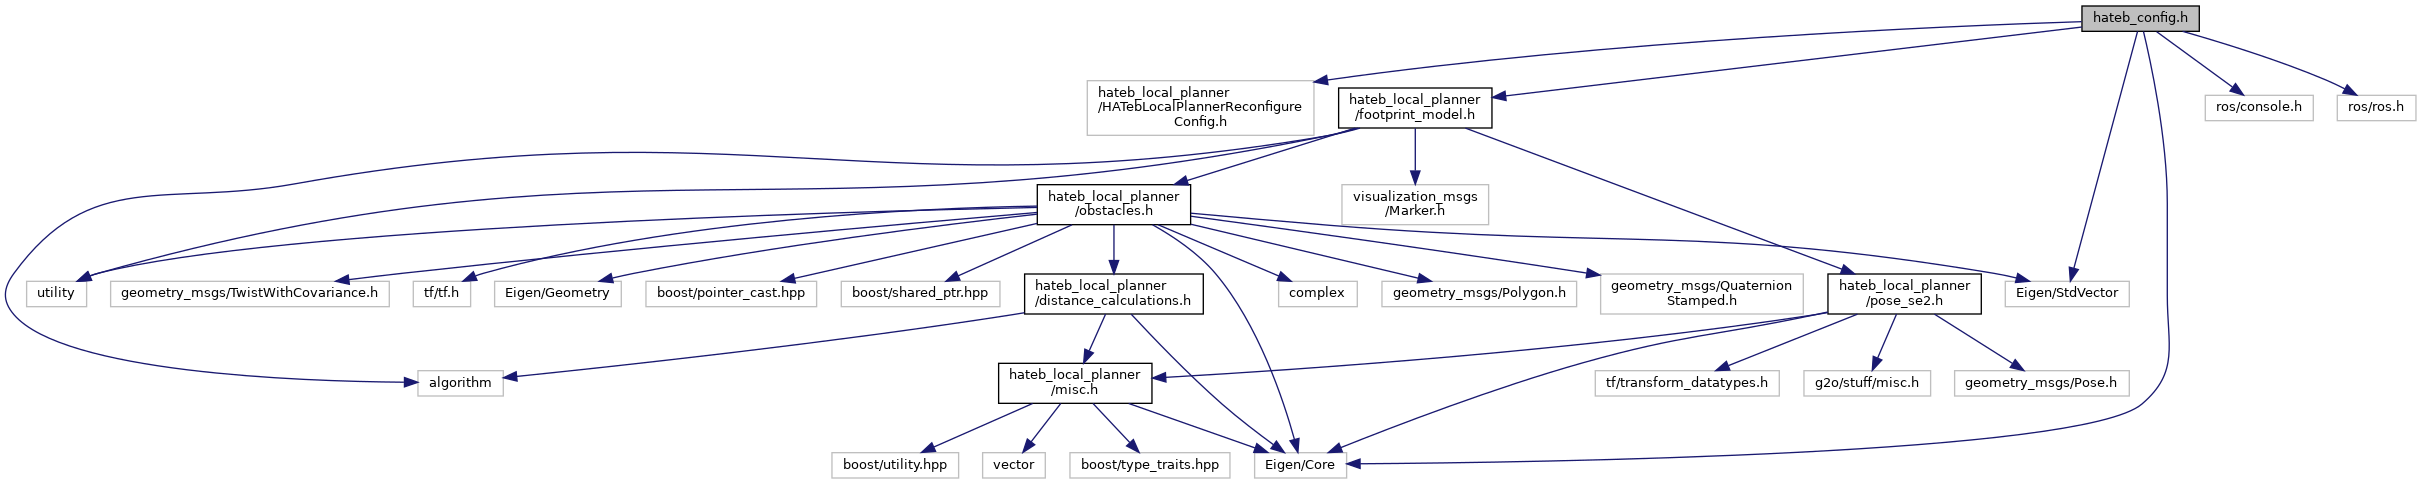 hateb_config.h
hateb_local_planner
/HATebLocalPlannerReconfigure
Config.h
hateb_local_planner
/footprint_model.h
ros/console.h
ros/ros.h
hateb_local_planner
/obstacles.h
visualization_msgs
/Marker.h
utility
geometry_msgs/TwistWithCovariance.h
tf/tf.h
Eigen/Geometry
boost/pointer_cast.hpp
boost/shared_ptr.hpp
hateb_local_planner
/distance_calculations.h
complex
geometry_msgs/Polygon.h
geometry_msgs/Quaternion
Stamped.h
hateb_local_planner
/pose_se2.h
Eigen/StdVector
algorithm
hateb_local_planner
/misc.h
tf/transform_datatypes.h
g2o/stuff/misc.h
geometry_msgs/Pose.h
boost/utility.hpp
vector
boost/type_traits.hpp
Eigen/Core